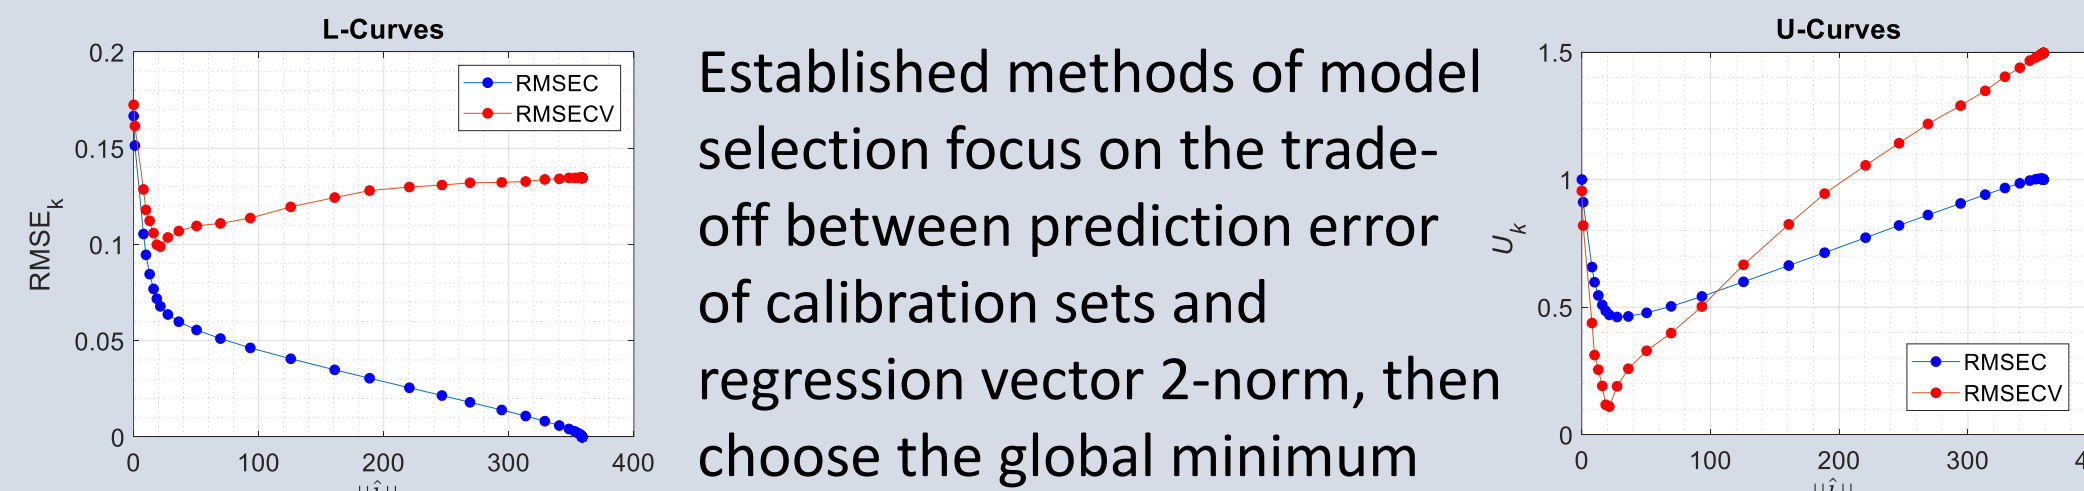 L-Curves
0.2
0.15
0.1
0.05
0
RMSE_k
RMSEC
RMSECV
0 100 200 300 400
Established methods of model
selection focus on the trade-
off between prediction error
of calibration sets and
regression vector 2-norm, then
choose the global minimum
U-Curves
1.5
1
0.5
0
U_k
RMSEC
RMSECV
0 100 200 300